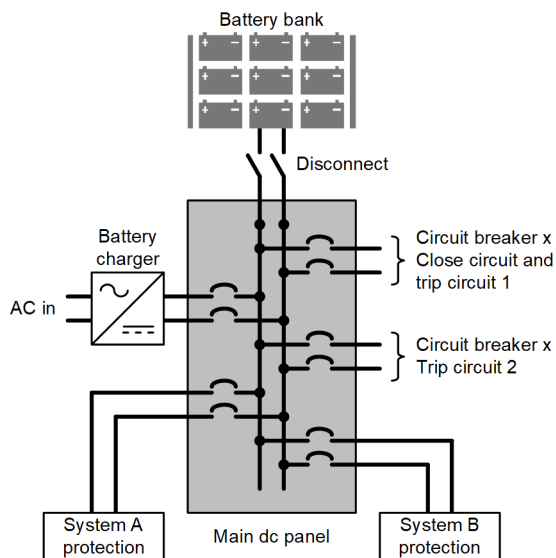 Battery bank
Disconnect
Battery
charger
AC in
Circuit breaker x
Close circuit and
trip circuit 1
Circuit breaker x
Trip circuit 2
System A
protection
Main dc panel
System B
protection